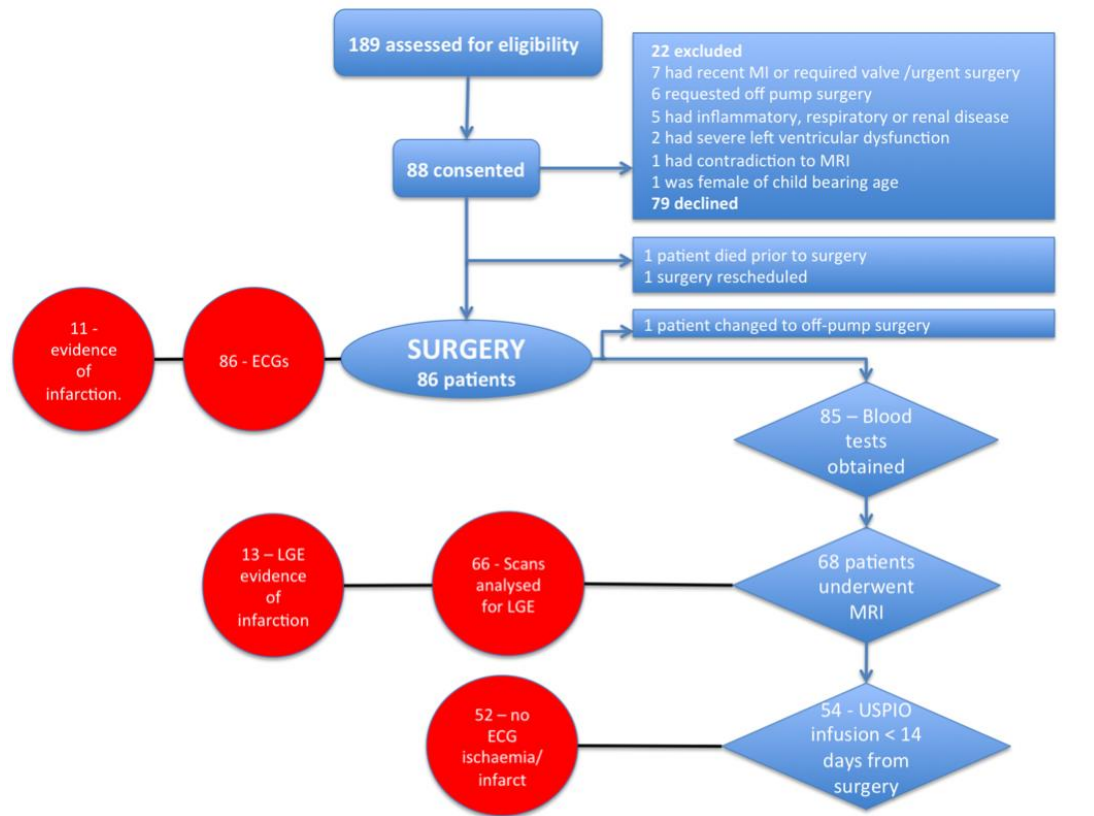 189 assessed for eligibility
22 excluded
7 had recent MI or required valve /urgent surgery
6 requested off pump surgery
5 had inflammatory, respiratory or renal disease
2 had severe left ventricular dysfunction
1 had contradiction to MRI
1 was female of child bearing age
79 declined
88 consented
1 patient died prior to surgery
1 surgery rescheduled
1 patient changed to off-pump surgery
SURGERY
86 patients
86 - ECGs
11 -
evidence
of
infarction.
85 – Blood
tests
obtained
68 patients
underwent
MRI
66 - Scans
analysed
for LGE
13 – LGE
evidence
of
infarction
54 - USPIO
infusion < 14
days from
surgery
52 – no
ECG
ischaemia/
infarct